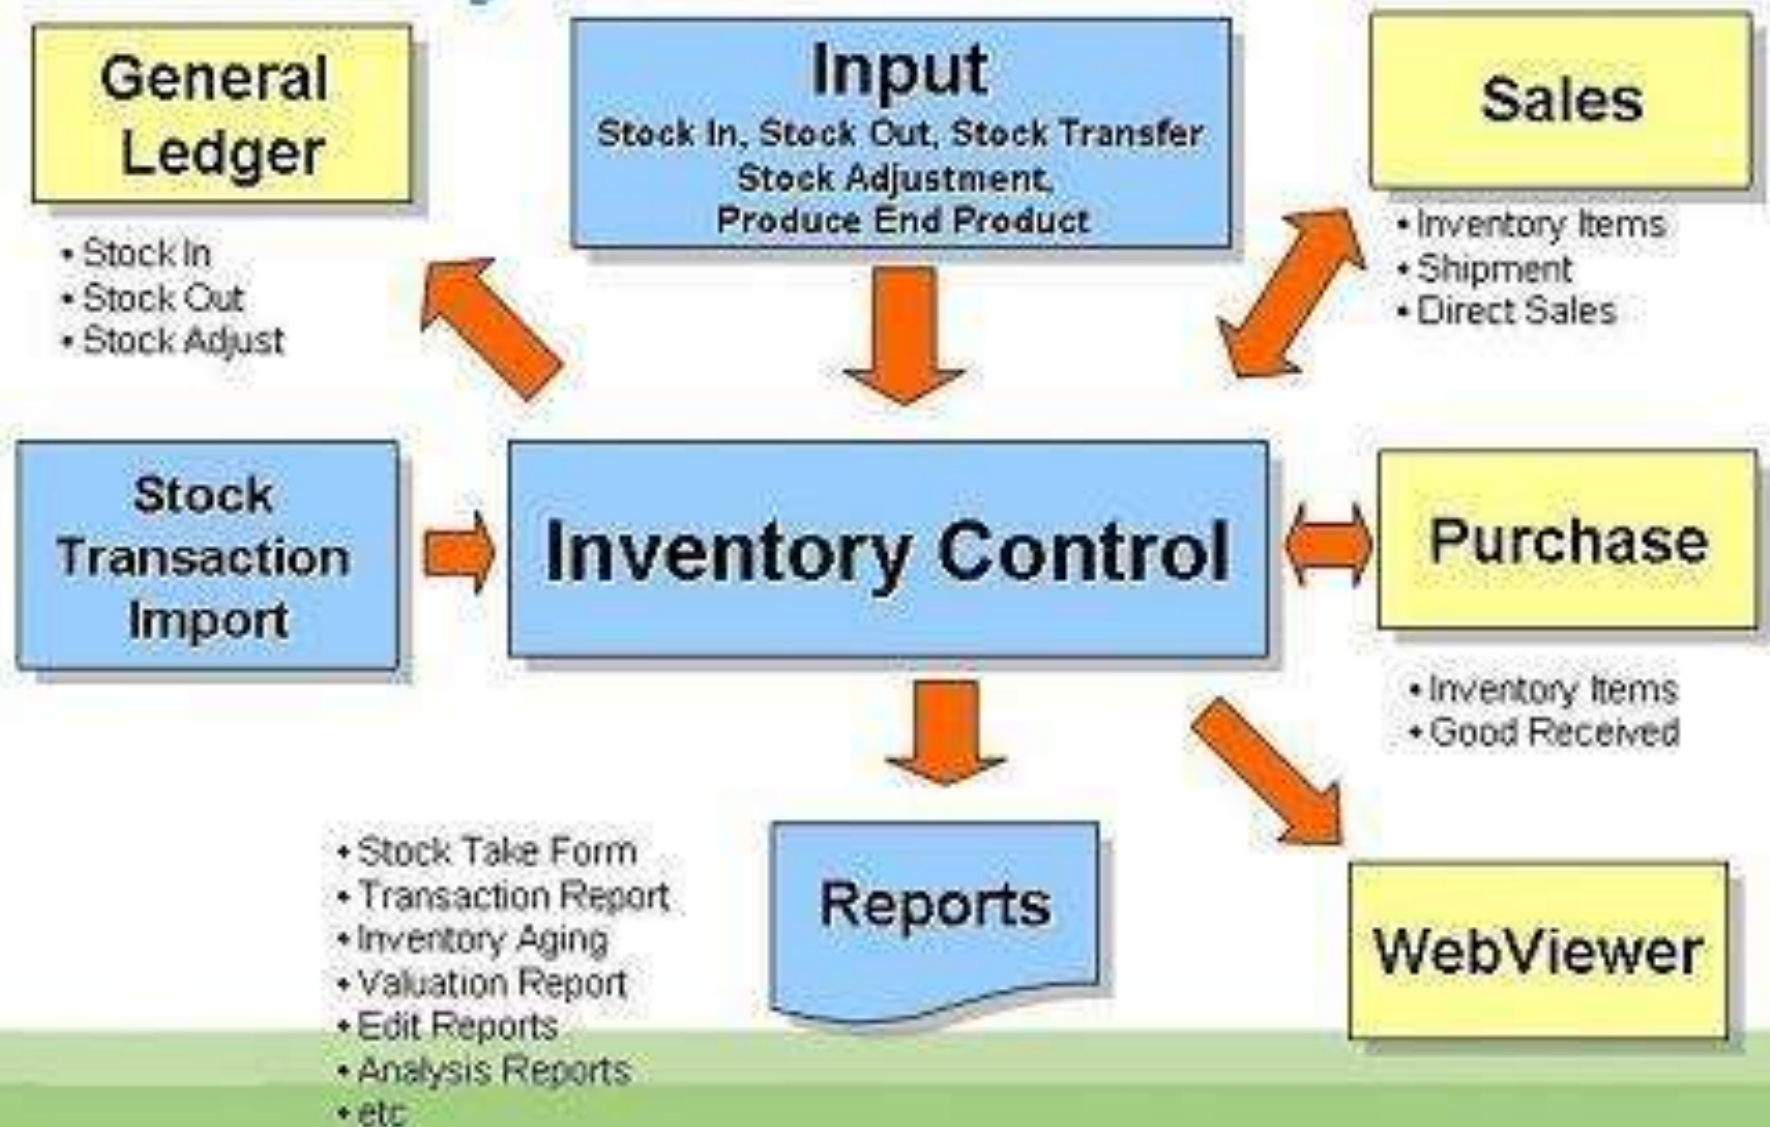 General
Ledger
• Stock In
• Stock Out
• Stock Adjust
Input
Stock In, Stock Out, Stock Transfer
Stock Adjustment,
Produce End Product
Sales
• Inventory Items
• Shipment
• Direct Sales
Stock
Transaction
Import
Inventory Control
Purchase
• Inventory Items
• Good Received
• Stock Take Form
• Transaction Report
• Inventory Aging
• Valuation Report
• Edit Reports
• Analysis Reports
• etc
Reports
WebViewer